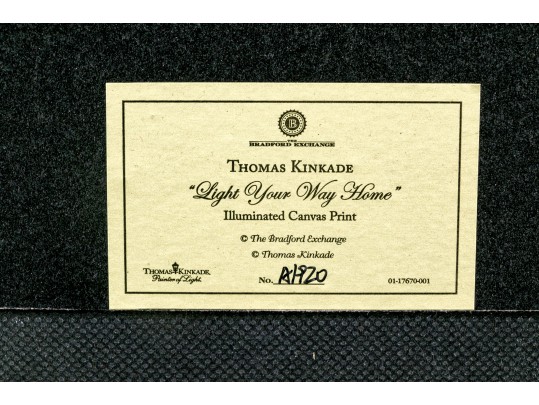 B
THE
BRADFORD EXCHANGE
THOMAS KINKADE
"Light Your Way Home"
Illuminated Canvas Print
© The Bradford Exchange
© Thomas Kinkade
THOMAS KINKADE
Painter of Light
No. A1920
01-17670-001